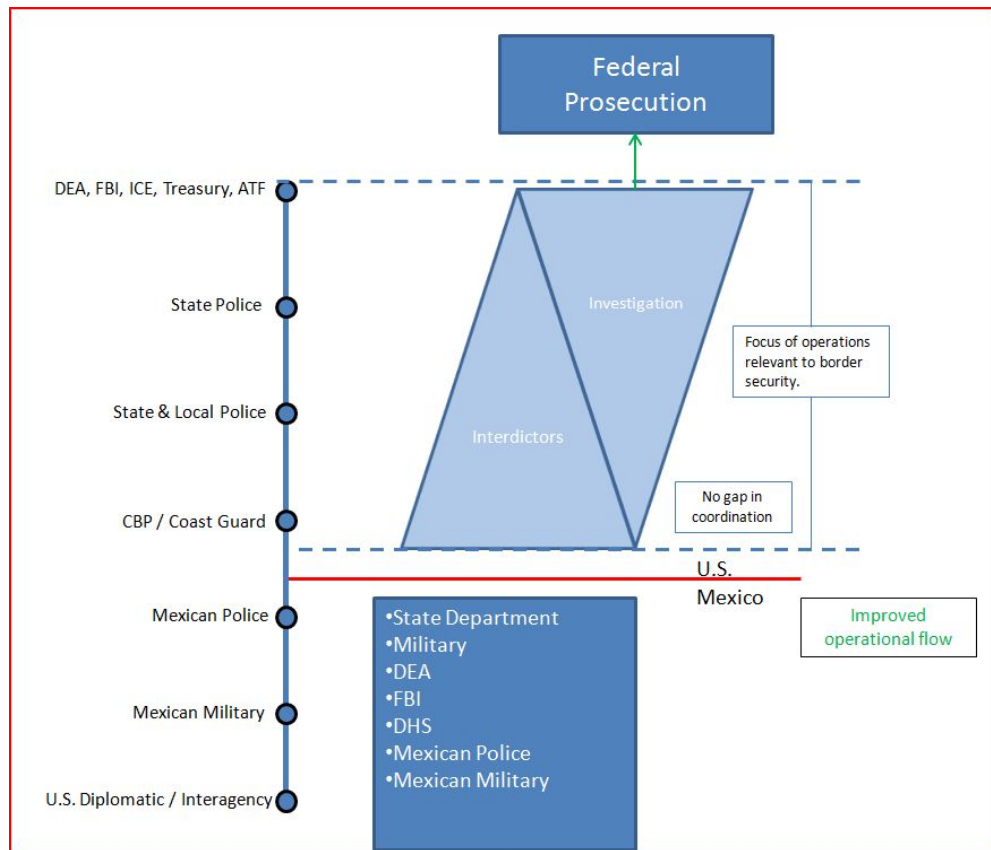 Federal
Prosecution
DEA, FBI, ICE, Treasury, ATF
State Police
Investigation
Focus of operations
relevant to border
security.
State & Local Police
Interdictors
No gap in
coordination
CBP / Coast Guard
U.S.
Mexico
Mexican Police
•State Department
•Military
•DEA
•FBI
•DHS
•Mexican Police
•Mexican Military
Improved
operational flow
Mexican Military
U.S. Diplomatic / Interagency